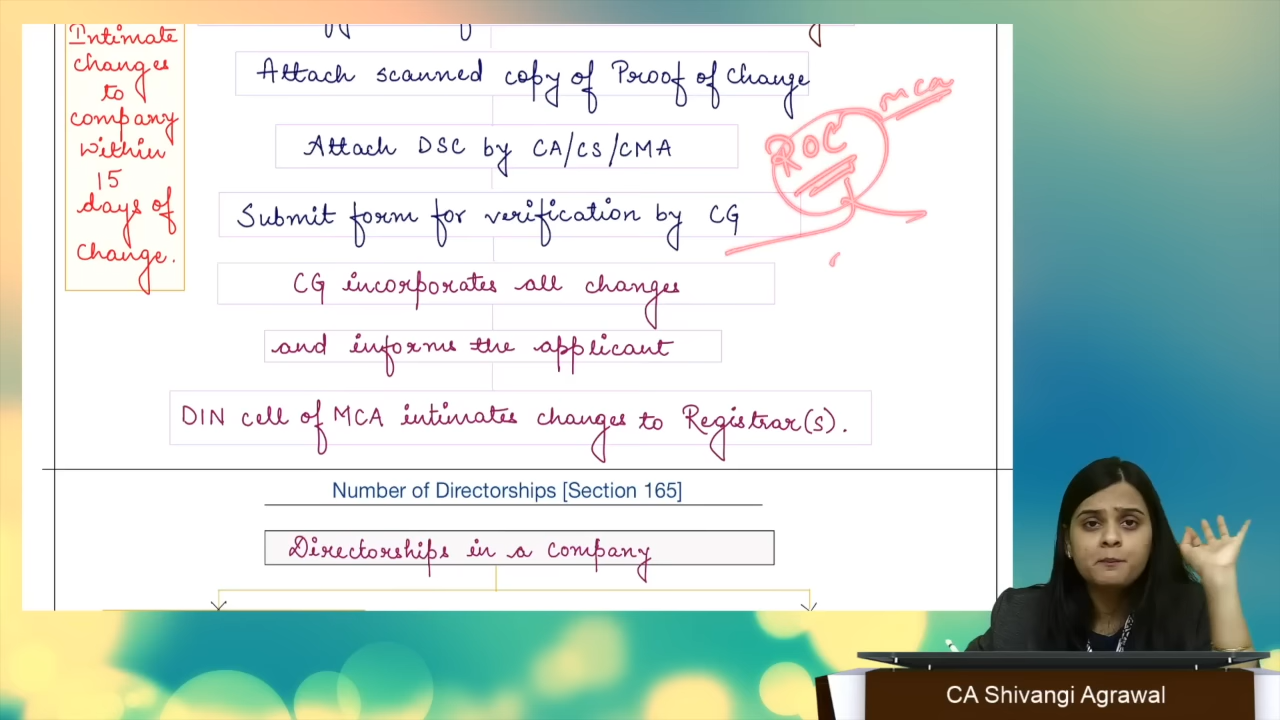 Intimate
changes
to
company
within
15
days of
change.
Attach scanned copy of Proof of Change
Attach DSC by CA/CS/CMA
Submit form for verification by CG
CG incorporates all changes
and informs the applicant
DIN cell of MCA intimates changes to Registrar(s).
ROC
MCA
Number of Directorships [Section 165]
Directorships in a company
CA Shivangi Agrawal